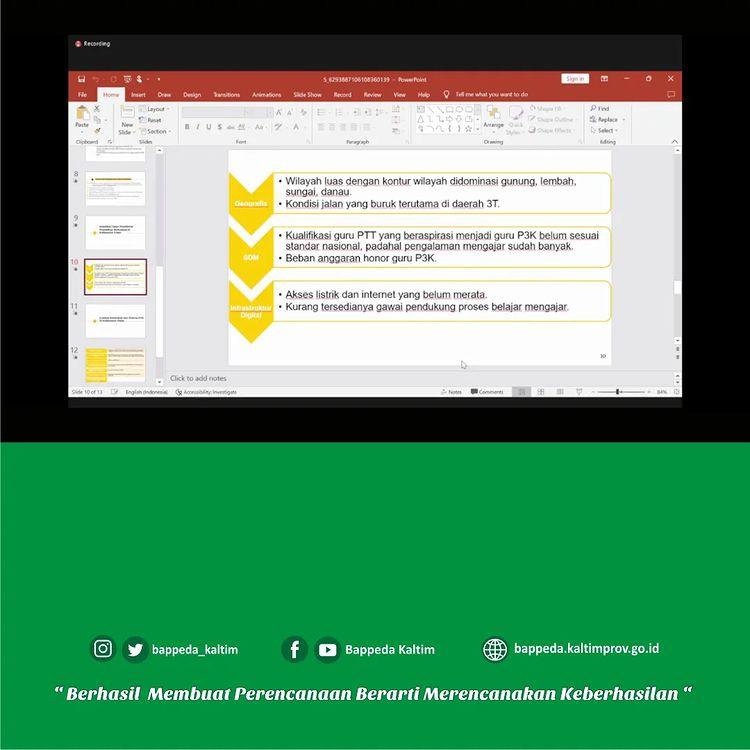 Recording
5_6293887106108360139 - PowerPoint
Sign in
File Home Insert Draw Design Transitions Animations Slide Show Record Review View Help Tell me what you want to do
Paste
New
Slide
Layout
Reset
Section
Arrange
Quick
Styles
Shape Fill
Shape Outline
Shape Effects
Find
Replace
Select
Clipboard Slides Font Paragraph Drawing Editing
8
9
10
11
12
Geografis
• Wilayah luas dengan kontur wilayah didominasi gunung, lembah,
sungai, danau.
• Kondisi jalan yang buruk terutama di daerah 3T.
SDM
• Kualifikasi guru PTT yang beraspirasi menjadi guru P3K belum sesuai
standar nasional, padahal pengalaman mengajar sudah banyak.
• Beban anggaran honor guru P3K.
Infrastruktur
Digital
• Akses listrik dan internet yang belum merata.
• Kurang tersedianya gawai pendukung proses belajar mengajar.
10
Click to add notes
Slide 10 of 13 English (Indonesia) Accessibility: Investigate Notes Comments 84%
bappeda_kaltim Bappeda Kaltim bappeda.kaltimprov.go.id
“ Berhasil Membuat Perencanaan Berarti Merencanakan Keberhasilan “